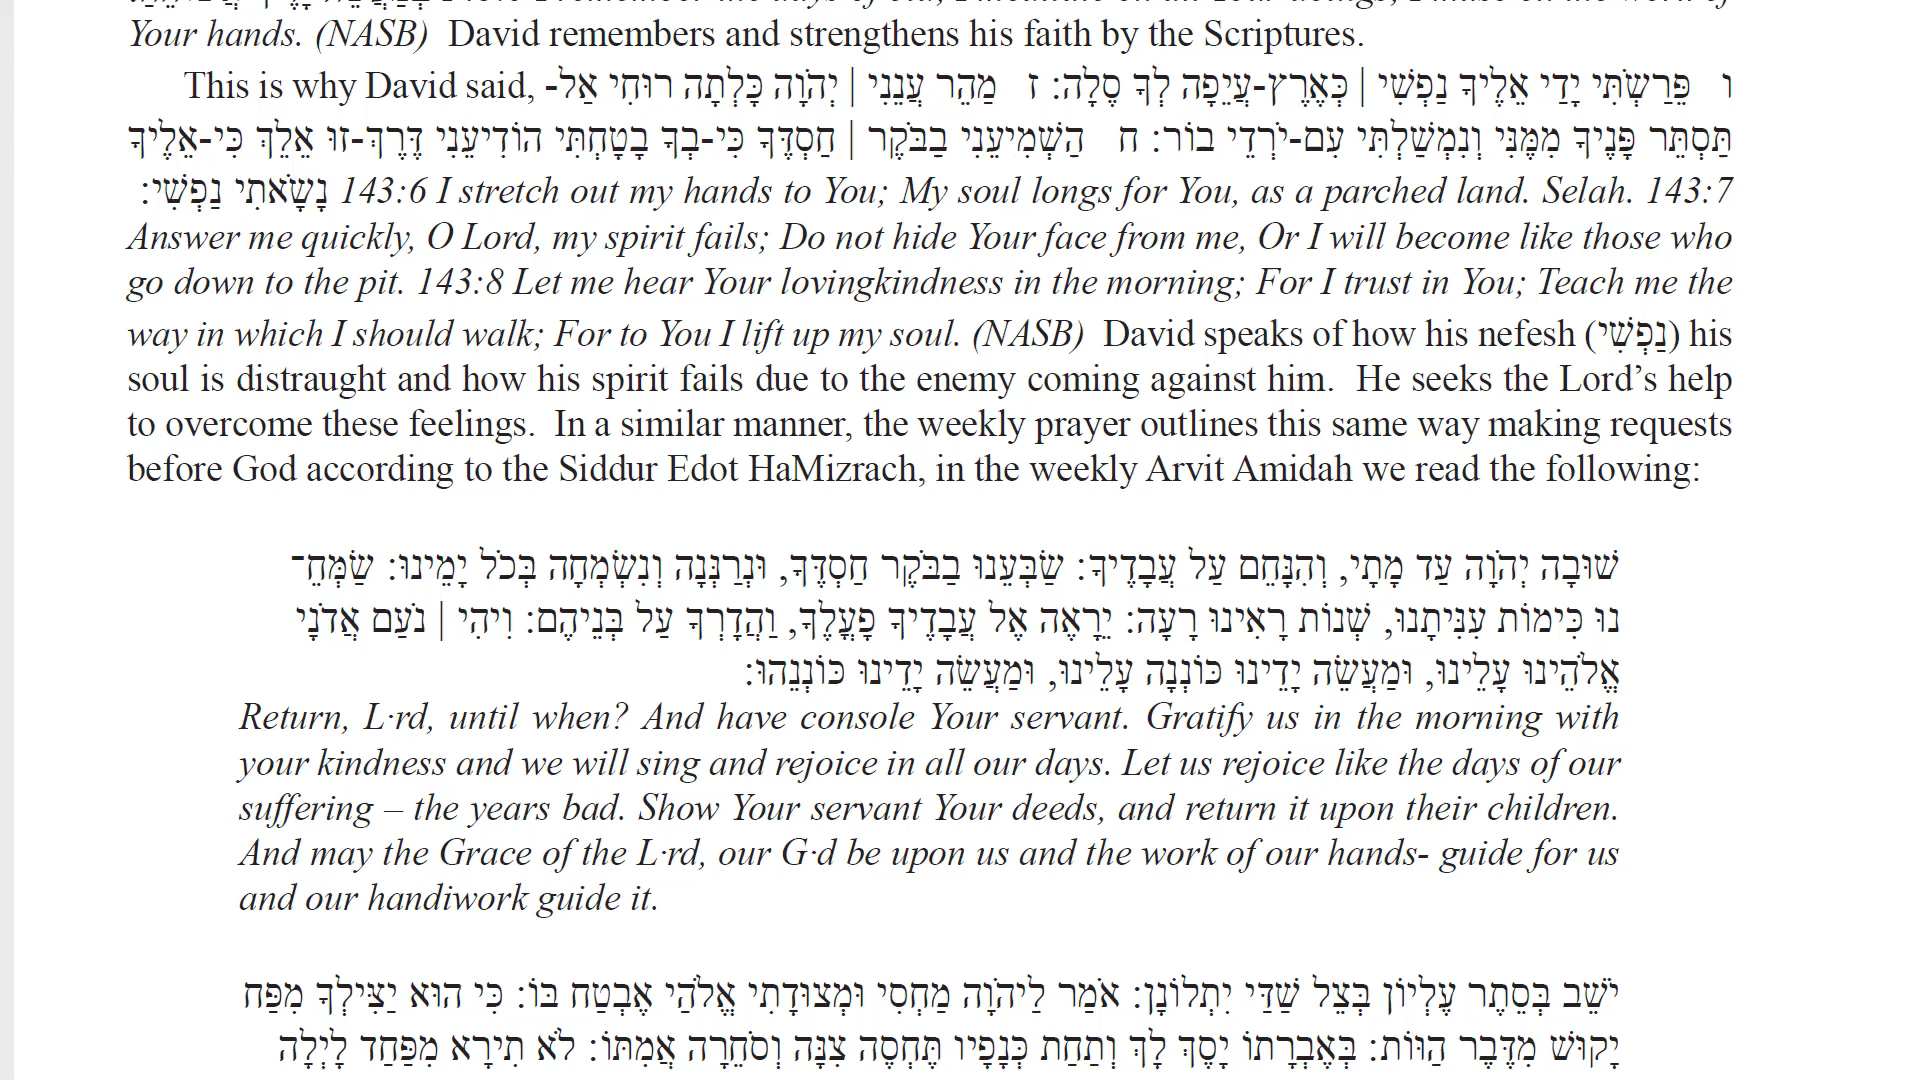 I meditate on all Your doings; I muse on the work of
Your hands. (NASB)  David remembers and strengthens his faith by the Scriptures.
This is why David said, ו   פֵּרַשְׂתִּי יָדַי אֵלֶיךָ נַפְשִׁי | כְּאֶרֶץ-עֲיֵפָה לְךָ סֶלָה: ז   מַהֵר עֲנֵנִי | יְהֹוָה כָּלְתָה רוּחִי אַל-
תַּסְתֵּר פָּנֶיךָ מִמֶּנִּי וְנִמְשַׁלְתִּי עִם-יֹרְדֵי בוֹר: ח   הַשְׁמִיעֵנִי בַבֹּקֶר | חַסְדֶּךָ כִּי-בְךָ בָטָחְתִּי הוֹדִיעֵנִי דֶּרֶךְ-זוּ אֵלֵךְ כִּי-אֵלֶיךָ
נָשָׂאתִי נַפְשִׁי: 143:6 I stretch out my hands to You; My soul longs for You, as a parched land. Selah. 143:7
Answer me quickly, O Lord, my spirit fails; Do not hide Your face from me, Or I will become like those who
go down to the pit. 143:8 Let me hear Your lovingkindness in the morning; For I trust in You; Teach me the
way in which I should walk; For to You I lift up my soul. (NASB)  David speaks of how his nefesh (נַפְשִׁי) his
soul is distraught and how his spirit fails due to the enemy coming against him.  He seeks the Lord’s help
to overcome these feelings.  In a similar manner, the weekly prayer outlines this same way making requests
before God according to the Siddur Edot HaMizrach, in the weekly Arvit Amidah we read the following:
שׁוּבָה יְהֹוָה עַד מָתָי, וְהִנָּחֵם עַל עֲבָדֶיךָ: שַׂבְּעֵנוּ בַבֹּקֶר חַסְדֶּךָ, וּנְרַנְּנָה וְנִשְׂמְחָה בְּכֹל יָמֵינוּ: שַׂמְּחֵ־
נוּ כִּימוֹת עִנִּיתָנוּ, שְׁנוֹת רָאִינוּ רָעָה: יֵרָאֶה אֶל עֲבָדֶיךָ פָעֳלֶךָ, וַהֲדָרְךָ עַל בְּנֵיהֶם: וִיהִי | נֹעַם אֲדֹנָי
אֱלֹהֵינוּ עָלֵינוּ, וּמַעֲשֵׂה יָדֵינוּ כּוֹנְנָה עָלֵינוּ, וּמַעֲשֵׂה יָדֵינוּ כּוֹנְנֵהוּ:
Return, L·rd, until when? And have console Your servant. Gratify us in the morning with
your kindness and we will sing and rejoice in all our days. Let us rejoice like the days of our
suffering – the years bad. Show Your servant Your deeds, and return it upon their children.
And may the Grace of the L·rd, our G·d be upon us and the work of our hands- guide for us
and our handiwork guide it.
יֹשֵׁב בְּסֵתֶר עֶלְיוֹן בְּצֵל שַׁדַּי יִתְלוֹנָן: אֹמַר לַיהֹוָה מַחְסִי וּמְצוּדָתִי אֱלֹהַי אֶבְטַח בּוֹ: כִּי הוּא יַצִּילְךָ מִפַּח
יָקוּשׁ מִדֶּבֶר הַוּוֹת: בְּאֶבְרָתוֹ יָסֶךְ לָךְ וְתַחַת כְּנָפָיו תֶּחְסֶה צִנָּה וְסֹחֵרָה אֲמִתּוֹ: לֹא תִירָא מִפַּחַד לָיְלָה